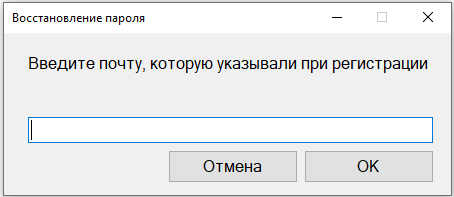 Восстановление пароля
Введите почту, которую указывали при регистрации
Отмена
OK